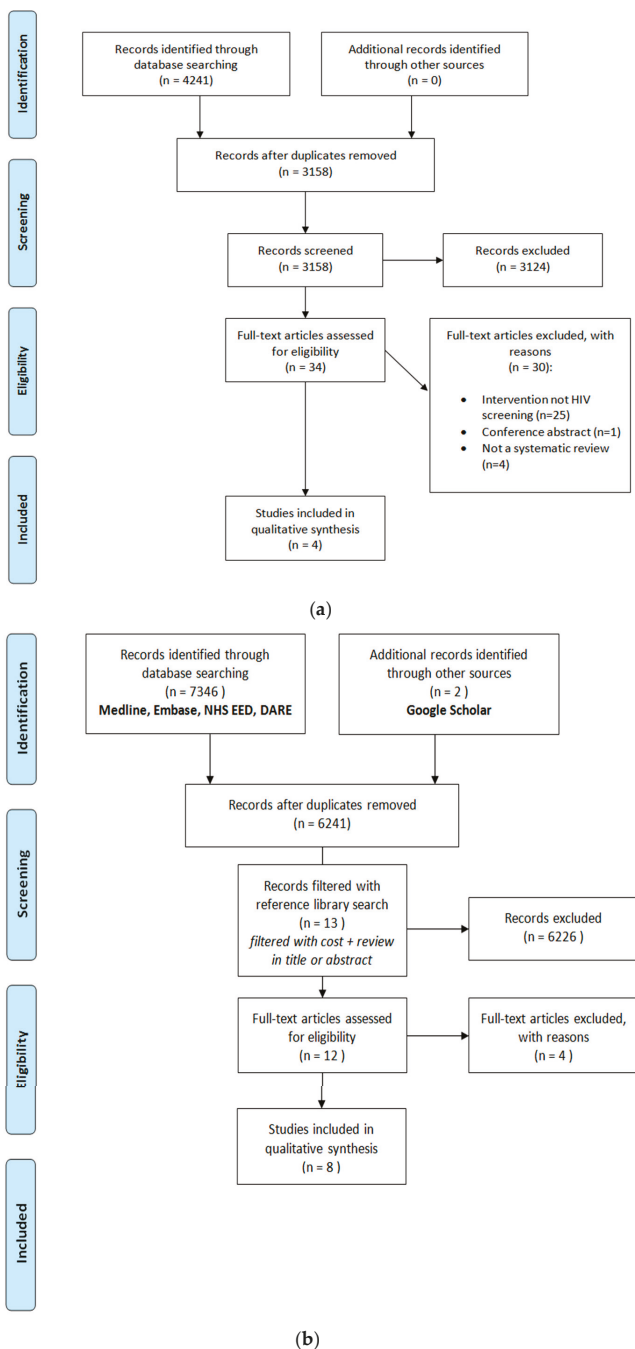 Identification
Records identified through
database searching
(n = 4241)
Additional records identified
through other sources
(n = 0)
Records after duplicates removed
(n = 3158)
Screening
Records screened
(n = 3158)
Records excluded
(n = 3124)
Eligibility
Full-text articles assessed
for eligibility
(n = 34)
Full-text articles excluded, with
reasons
(n = 30):
• Intervention not HIV
screening (n=25)
• Conference abstract (n=1)
• Not a systematic review
(n=4)
Included
Studies included in
qualitative synthesis
(n = 4)
(a)
Identification
Records identified through
database searching
(n = 7346 )
Medline, Embase, NHS EED, DARE
Additional records identified
through other sources
(n = 2 )
Google Scholar
Records after duplicates removed
(n = 6241)
Screening
Records filtered with
reference library search
(n = 13 )
filtered with cost + review
in title or abstract
Records excluded
(n = 6226 )
Eligibility
Full-text articles assessed
for eligibility
(n = 12 )
Full-text articles excluded,
with reasons
(n = 4 )
Studies included in
qualitative synthesis
(n = 8 )
Included
(b)